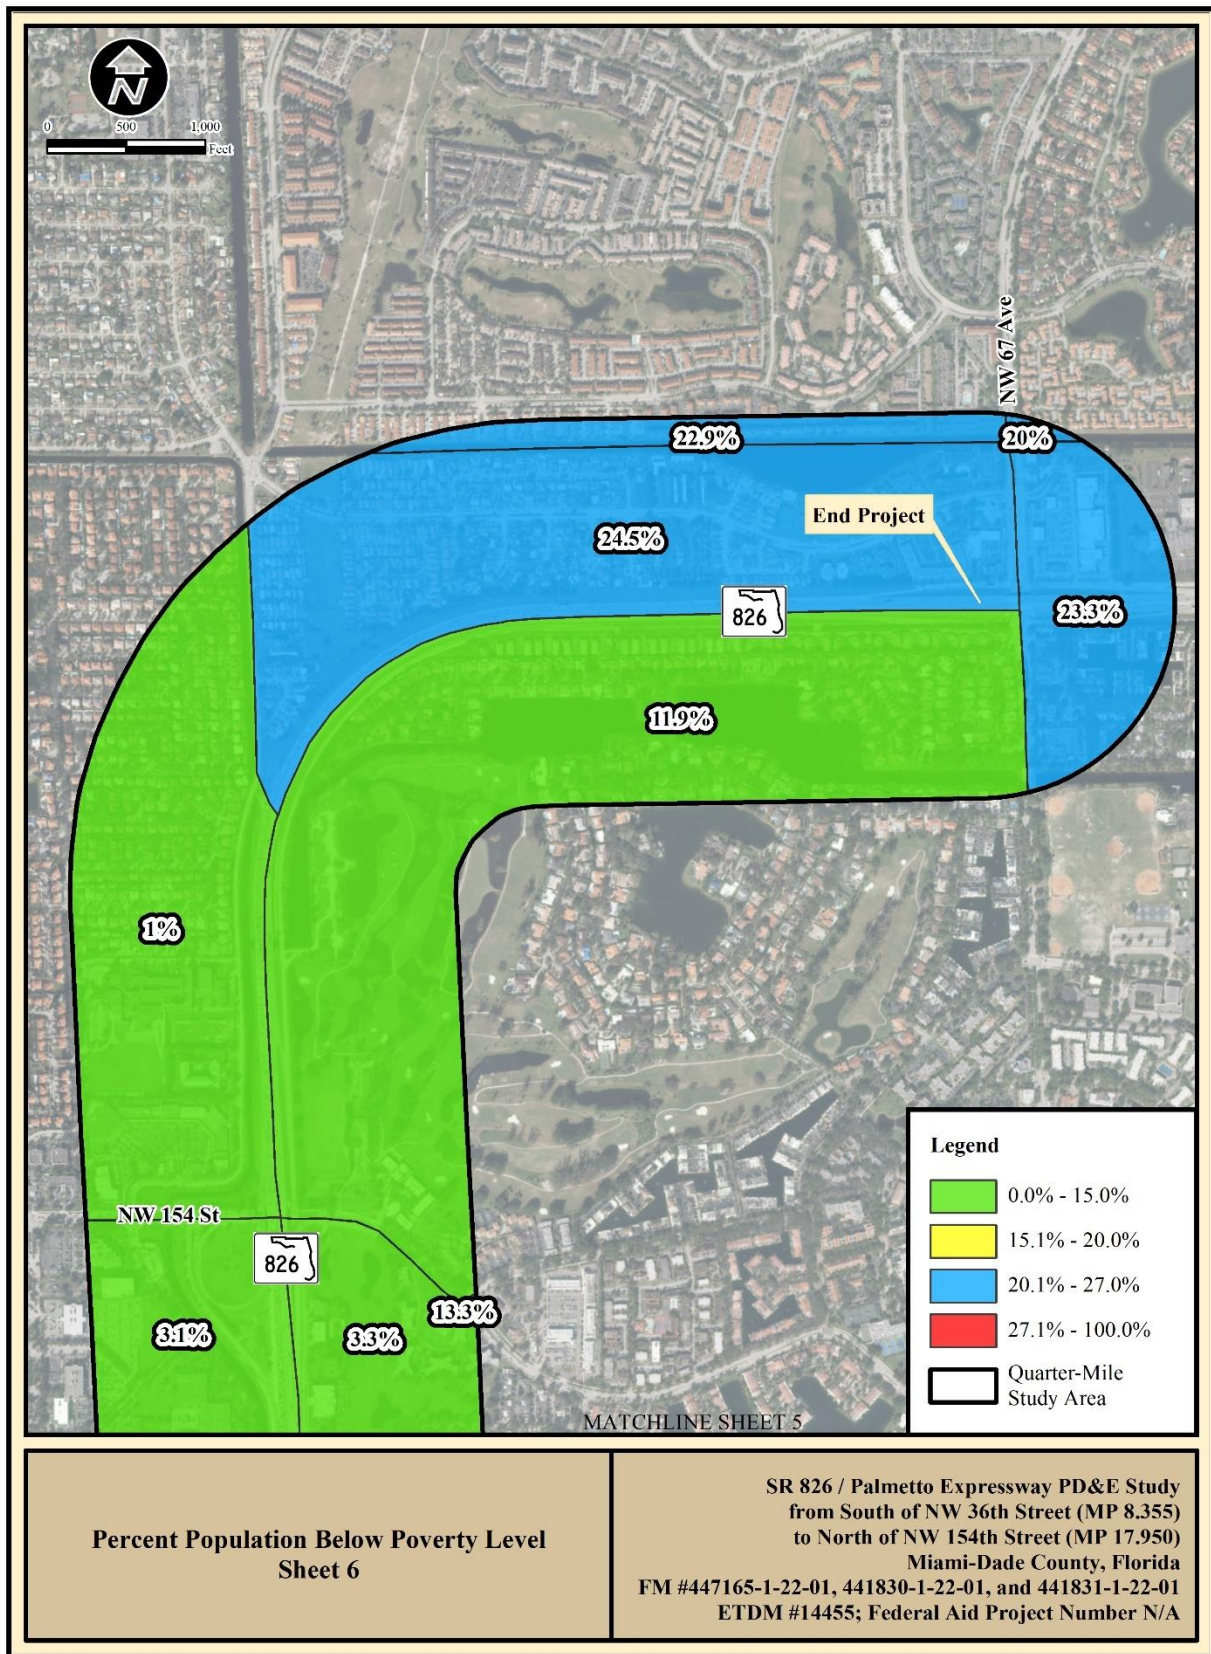 N
0 500 1,000
Feet
NW 67 Ave
22.9%
20%
End Project
24.5%
826
23.3%
11.9%
1%
NW 154 St
826
13.3%
3.1%
3.3%
MATCHLINE SHEET 5
Legend
0.0% - 15.0%
15.1% - 20.0%
20.1% - 27.0%
27.1% - 100.0%
Quarter-Mile
Study Area
Percent Population Below Poverty Level
Sheet 6
SR 826 / Palmetto Expressway PD&E Study
from South of NW 36th Street (MP 8.355)
to North of NW 154th Street (MP 17.950)
Miami-Dade County, Florida
FM #447165-1-22-01, 441830-1-22-01, and 441831-1-22-01
ETDM #14455; Federal Aid Project Number N/A